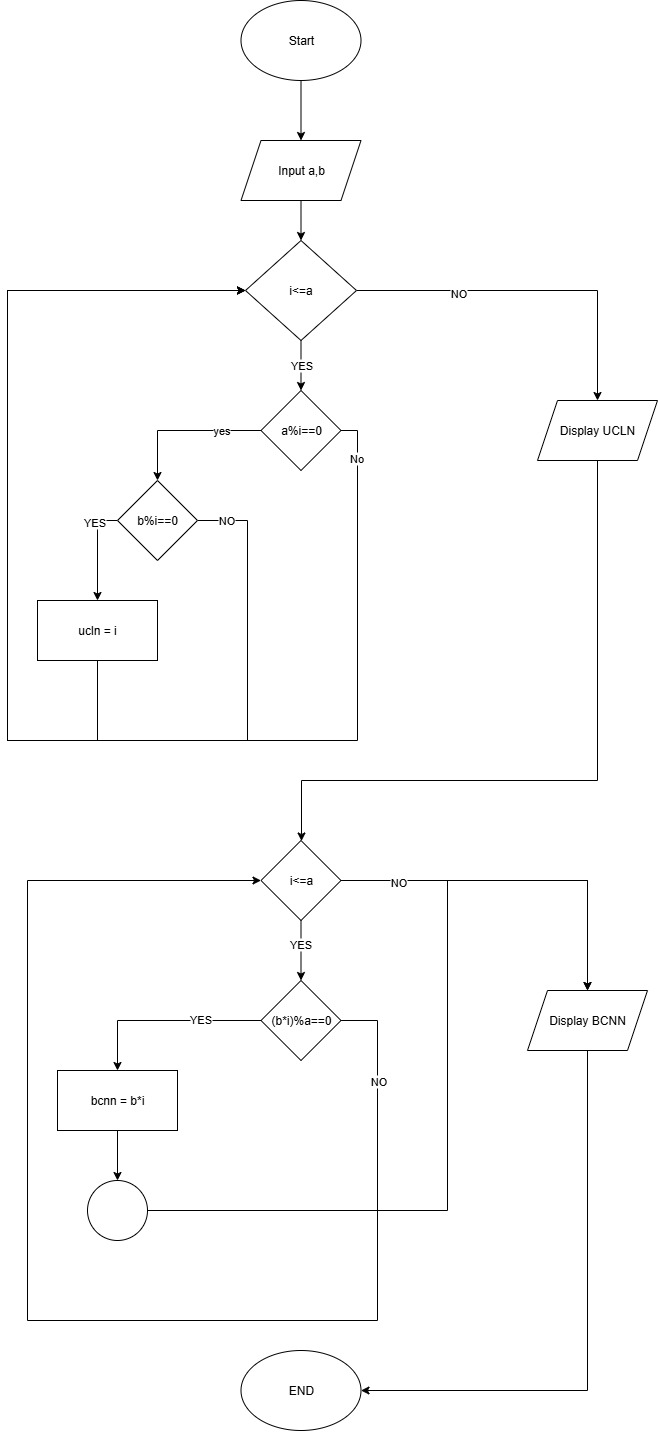 Start
Input a,b
i<=a
NO
YES
Display UCLN
a%i==0
yes
No
b%i==0
YES
NO
ucln = i
i<=a
NO
YES
Display BCNN
(b*i)%a==0
YES
NO
bcnn = b*i
END